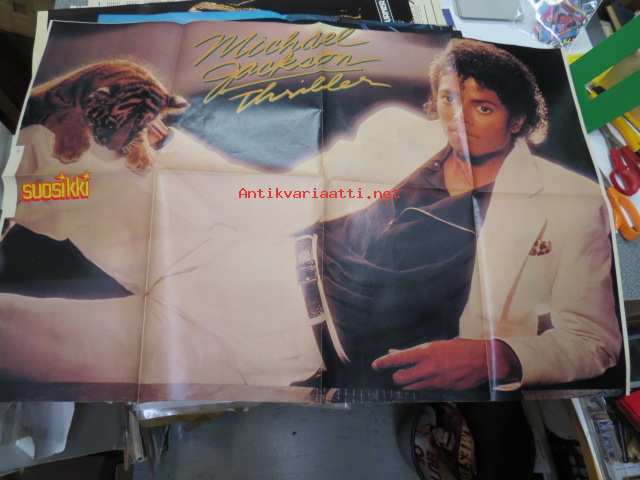 Michael
Jackson
Thriller
suosikki
Antikvariaatti.net